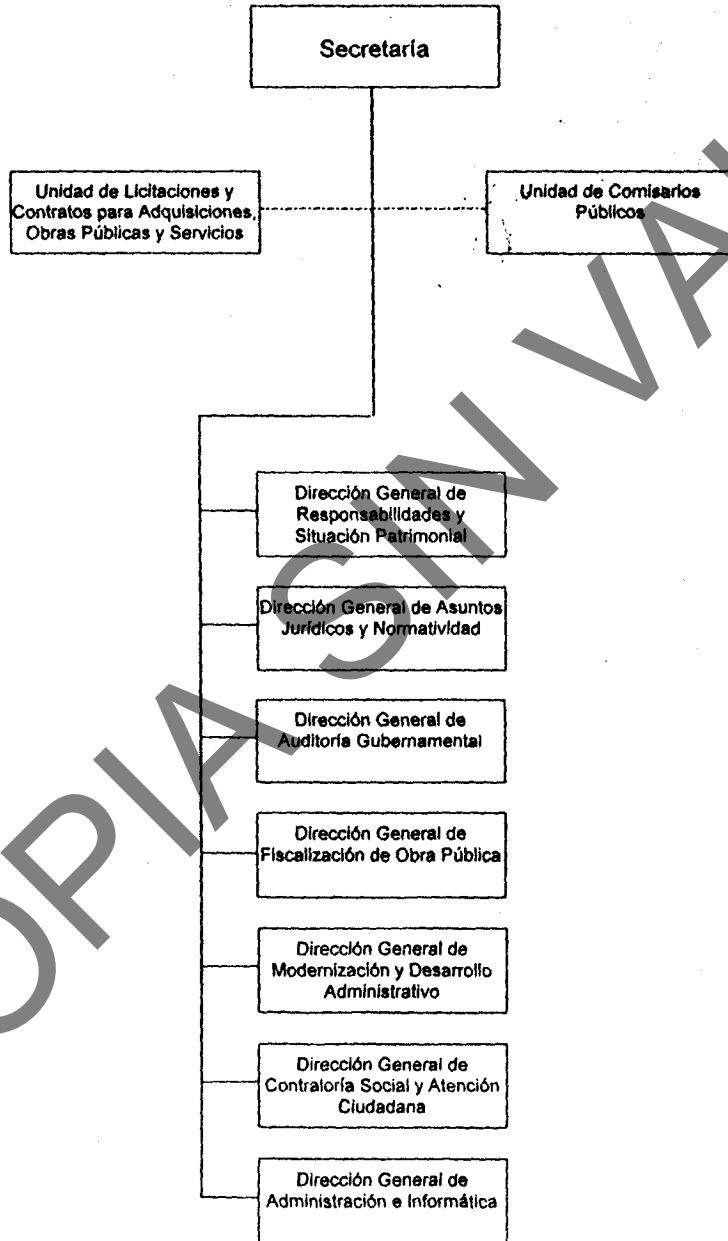 Secretaría
Unidad de Licitaciones y
Contratos para Adquisiciones,
Obras Públicas y Servicios
Unidad de Comisarios
Públicos
Dirección General de
Responsabilidades y
Situación Patrimonial
Dirección General de Asuntos
Jurídicos y Normatividad
Dirección General de
Auditoría Gubernamental
Dirección General de
Fiscalización de Obra Pública
Dirección General de
Modernización y Desarrollo
Administrativo
Dirección General de
Contraloría Social y Atención
Ciudadana
Dirección General de
Administración e Informática
OPIA SIN VA